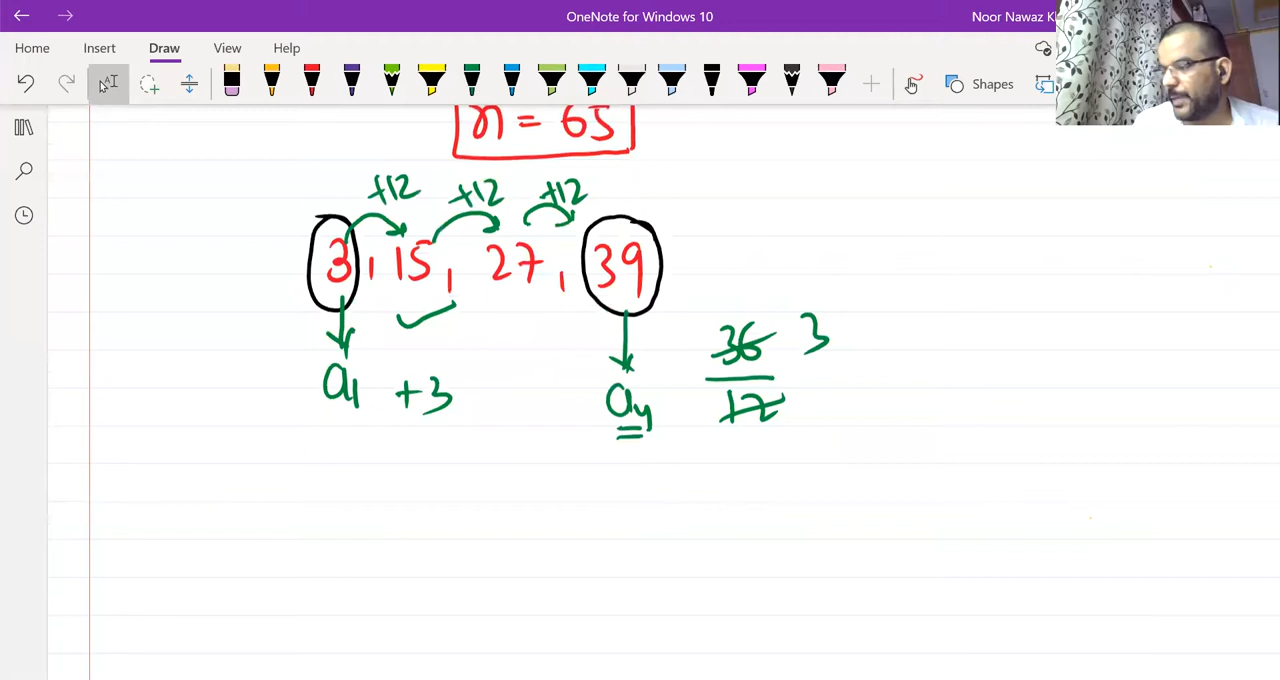 OneNote for Windows 10
Noor Nawaz K
Home Insert Draw View Help
Shapes
n = 65
+12 +12 +12
3, 15, 27, 39
36 3
12
a1 +3 a4